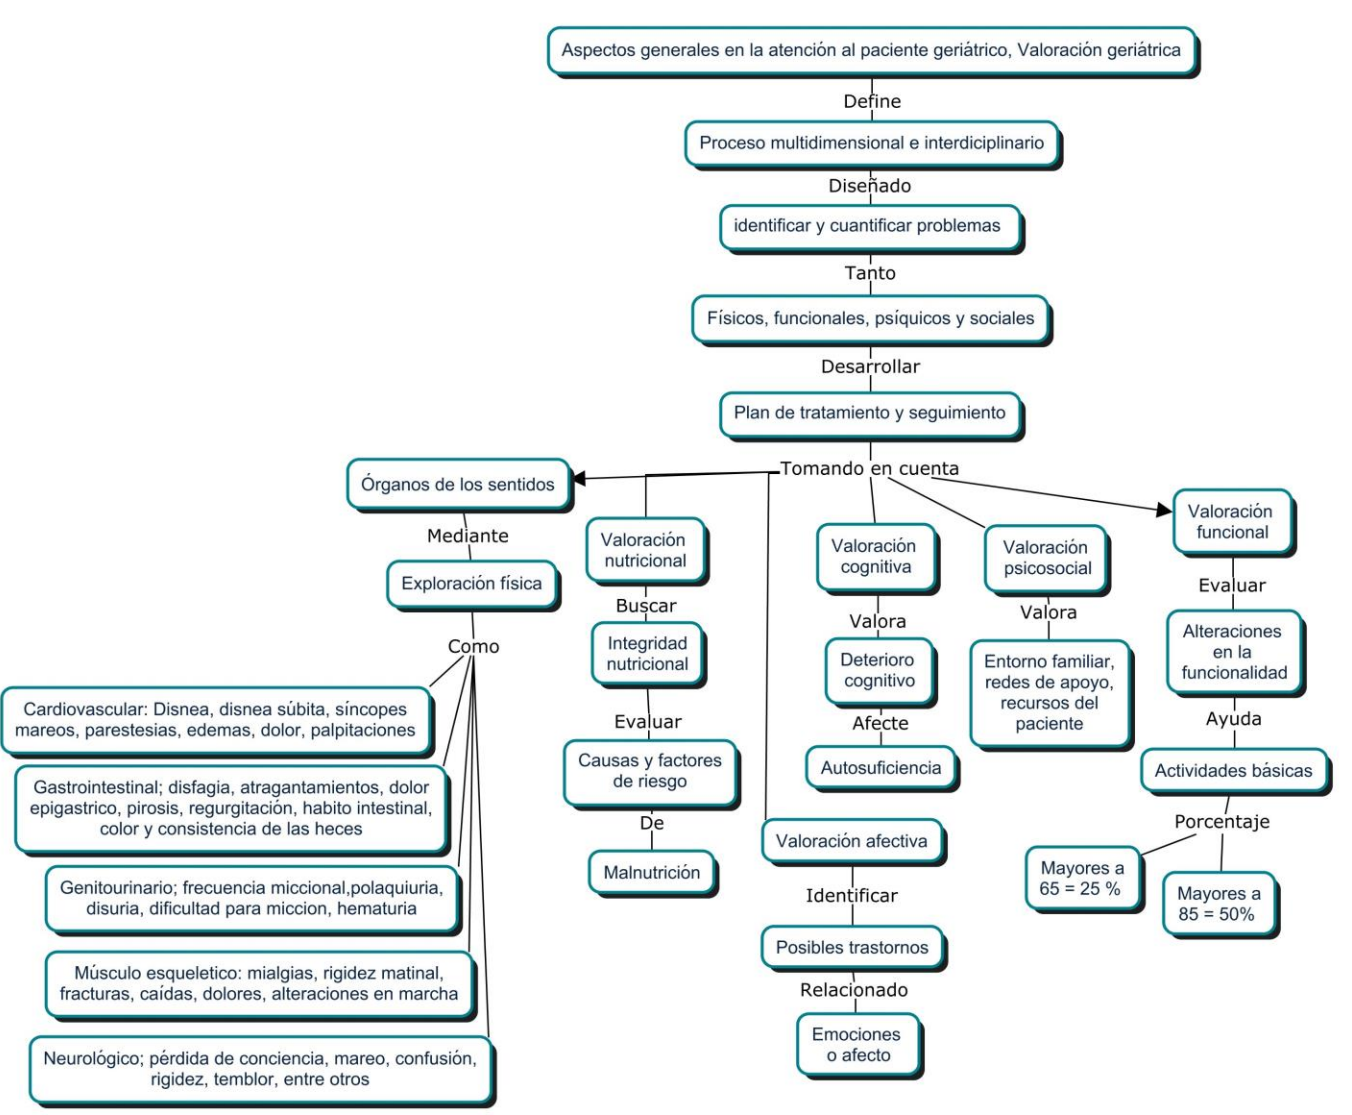 Aspectos generales en la atención al paciente geriátrico, Valoración geriátrica
Define
Proceso multidimensional e interdiciplinario
Diseñado
identificar y cuantificar problemas
Tanto
Físicos, funcionales, psíquicos y sociales
Desarrollar
Plan de tratamiento y seguimiento
Tomando en cuenta
Órganos de los sentidos
Mediante
Exploración física
Como
Cardiovascular: Disnea, disnea súbita, síncopes
mareos, parestesias, edemas, dolor, palpitaciones
Gastrointestinal; disfagia, atragantamientos, dolor
epigastrico, pirosis, regurgitación, habito intestinal,
color y consistencia de las heces
Genitourinario; frecuencia miccional,polaquiuria,
disuria, dificultad para miccion, hematuria
Músculo esqueletico: mialgias, rigidez matinal,
fracturas, caídas, dolores, alteraciones en marcha
Neurológico; pérdida de conciencia, mareo, confusión,
rigidez, temblor, entre otros
Valoración
nutricional
Buscar
Integridad
nutricional
Evaluar
Causas y factores
de riesgo
De
Malnutrición
Valoración afectiva
Identificar
Posibles trastornos
Relacionado
Emociones
o afecto
Valoración
cognitiva
Valora
Deterioro
cognitivo
Afecte
Autosuficiencia
Valoración
psicosocial
Valora
Entorno familiar,
redes de apoyo,
recursos del
paciente
Valoración
funcional
Evaluar
Alteraciones
en la
funcionalidad
Ayuda
Actividades básicas
Porcentaje
Mayores a
65 = 25 %
Mayores a
85 = 50%